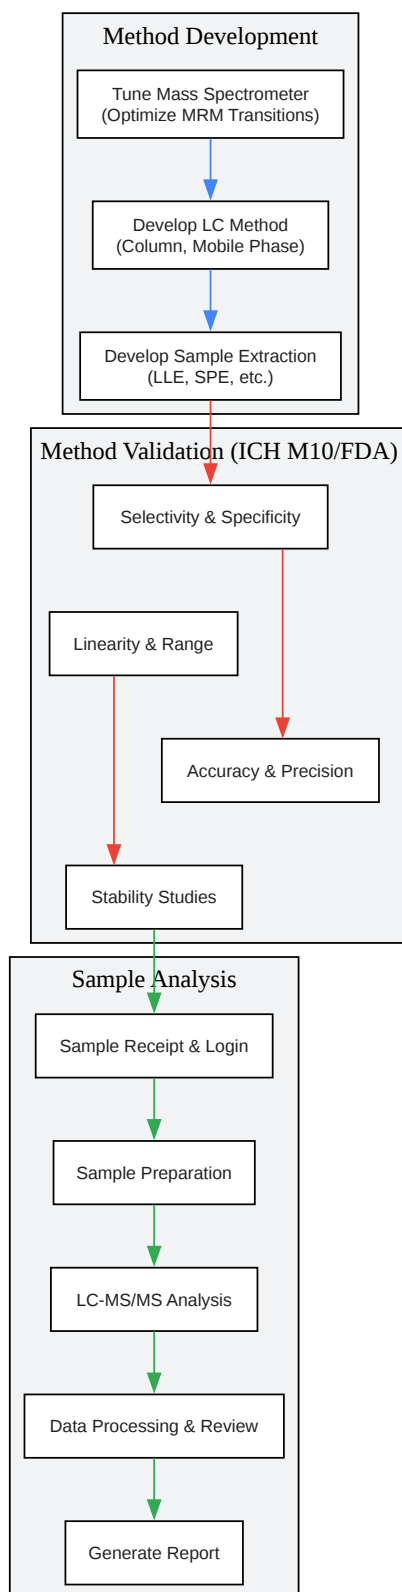 Method Development
Tune Mass Spectrometer
(Optimize MRM Transitions)
Develop LC Method
(Column, Mobile Phase)
Develop Sample Extraction
(LLE, SPE, etc.)
Method Validation (ICH M10/FDA)
Selectivity & Specificity
Linearity & Range
Accuracy & Precision
Stability Studies
Sample Analysis
Sample Receipt & Login
Sample Preparation
LC-MS/MS Analysis
Data Processing & Review
Generate Report